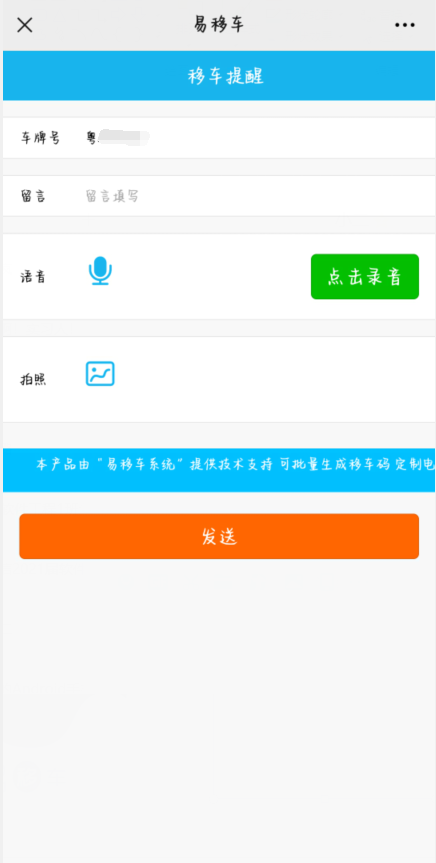 易移车
移车提醒
车牌号 粤
留言 留言填写
语音 点击录音
拍照
本产品由“易移车系统”提供技术支持 可批量生成移车码 定制电
发送